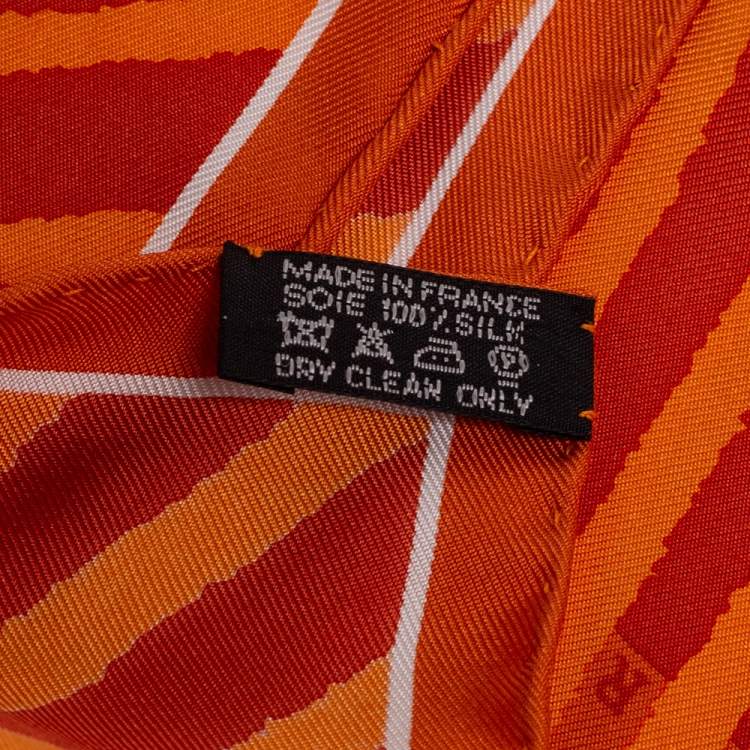 MADE IN FRANCE
SOIE 100% SILK
P
DRY CLEAN ONLY
R